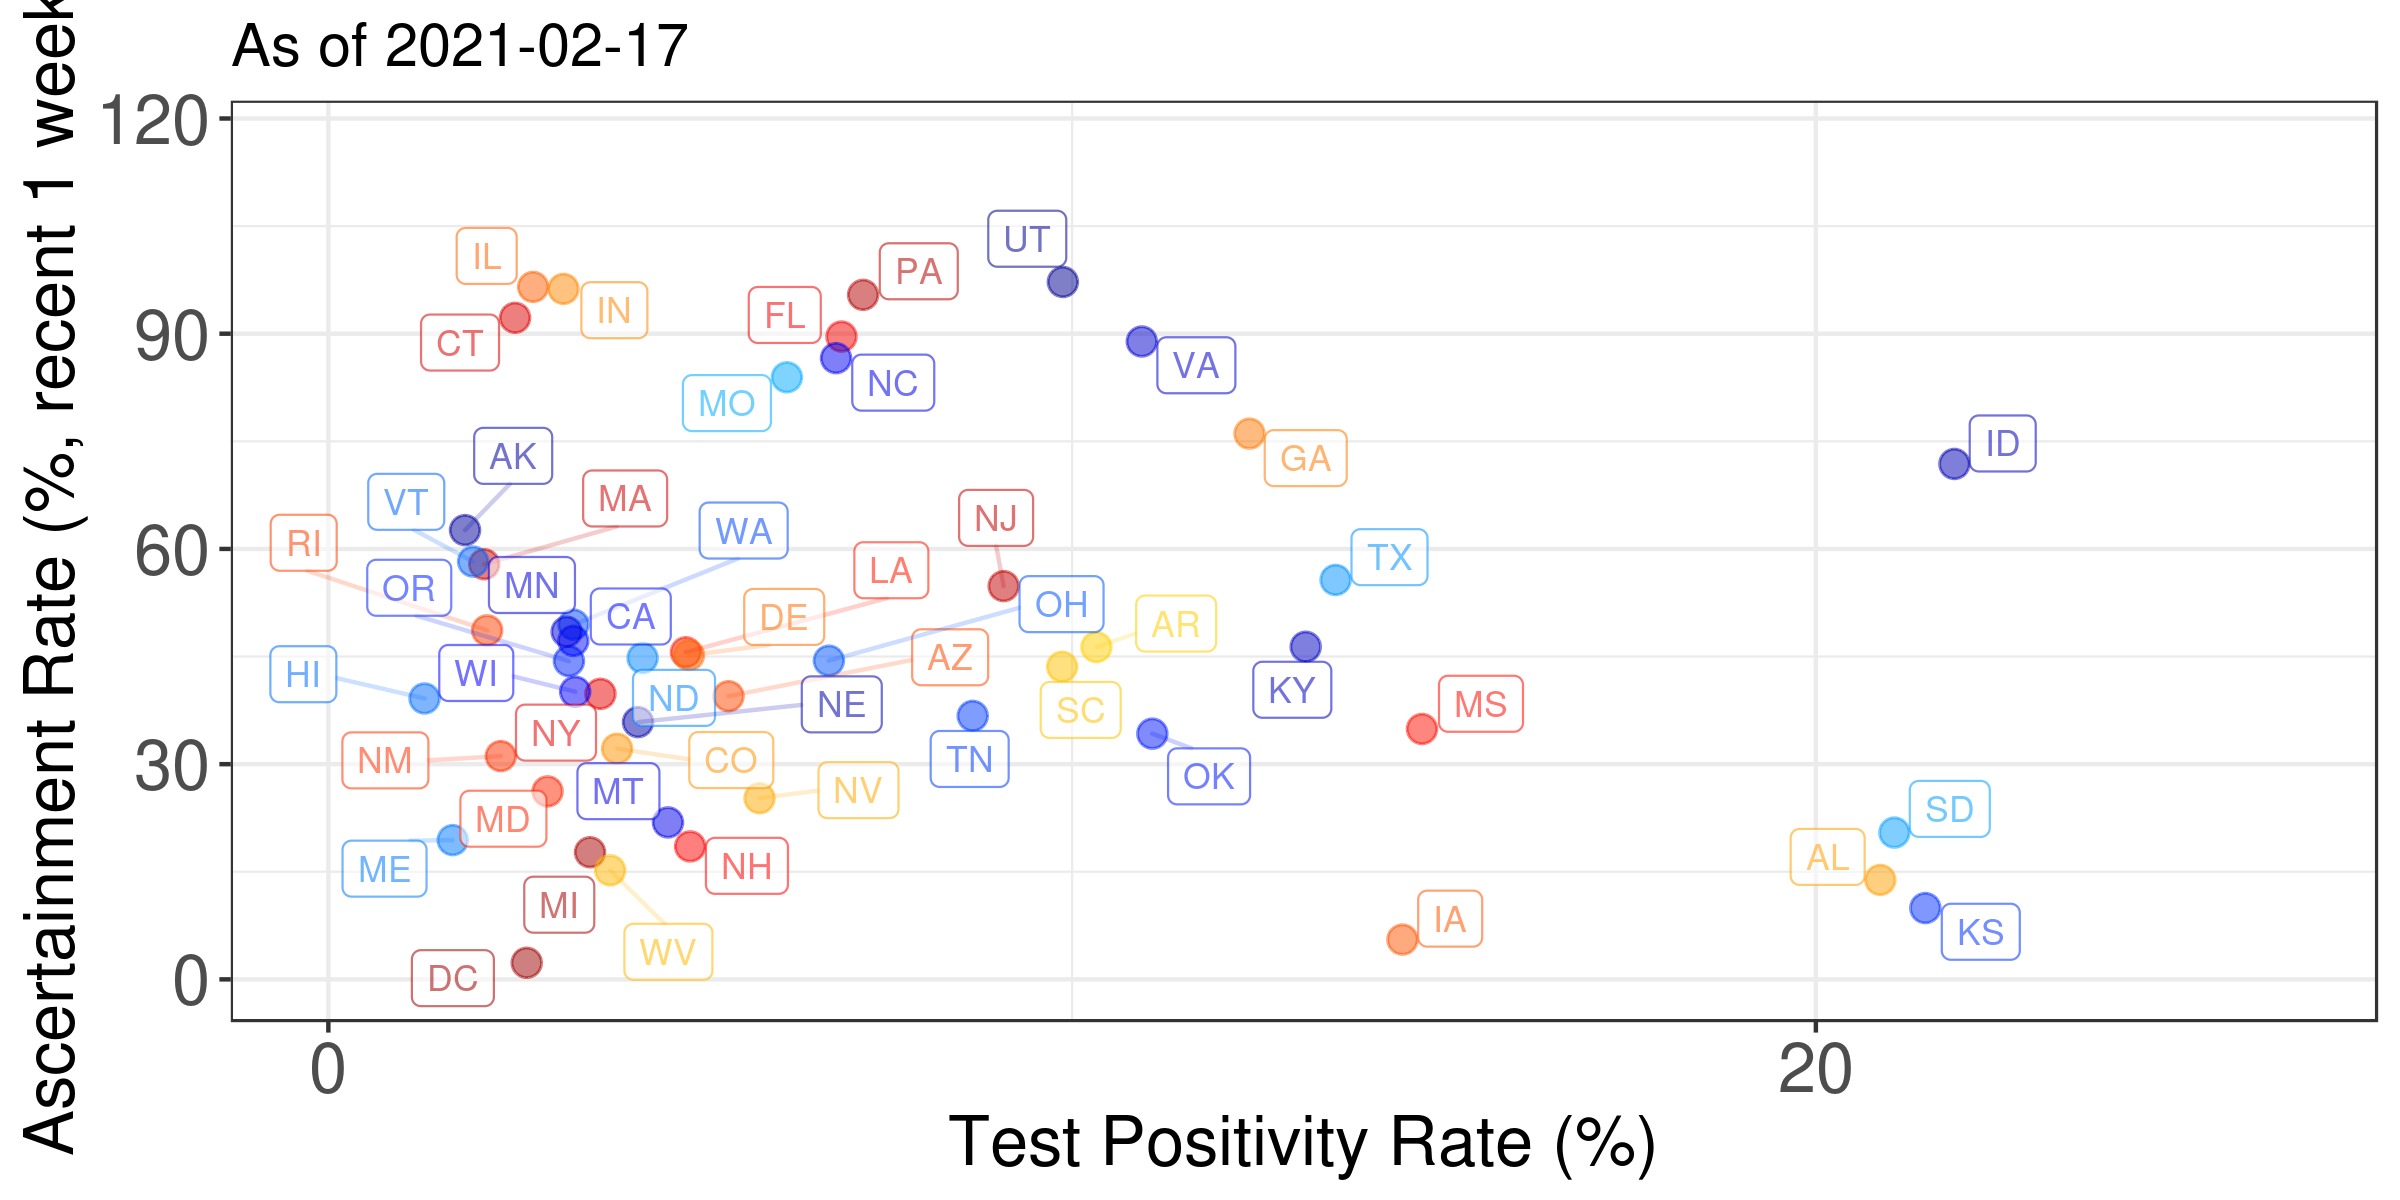 As of 2021-02-17
Ascertainment Rate (%, recent 1 week
120
90
60
30
0
UT
IL
PA
IN
FL
CT
VA
NC
MO
ID
AK
GA
MA
VT
NJ
WA
RI
TX
LA
MN
OR
OH
CA
DE
AR
AZ
WI
HI
KY
ND
NE
MS
SC
NY
TN
NM
CO
OK
MT
NV
SD
MD
AL
NH
ME
MI
IA
KS
WV
DC
0
20
Test Positivity Rate (%)